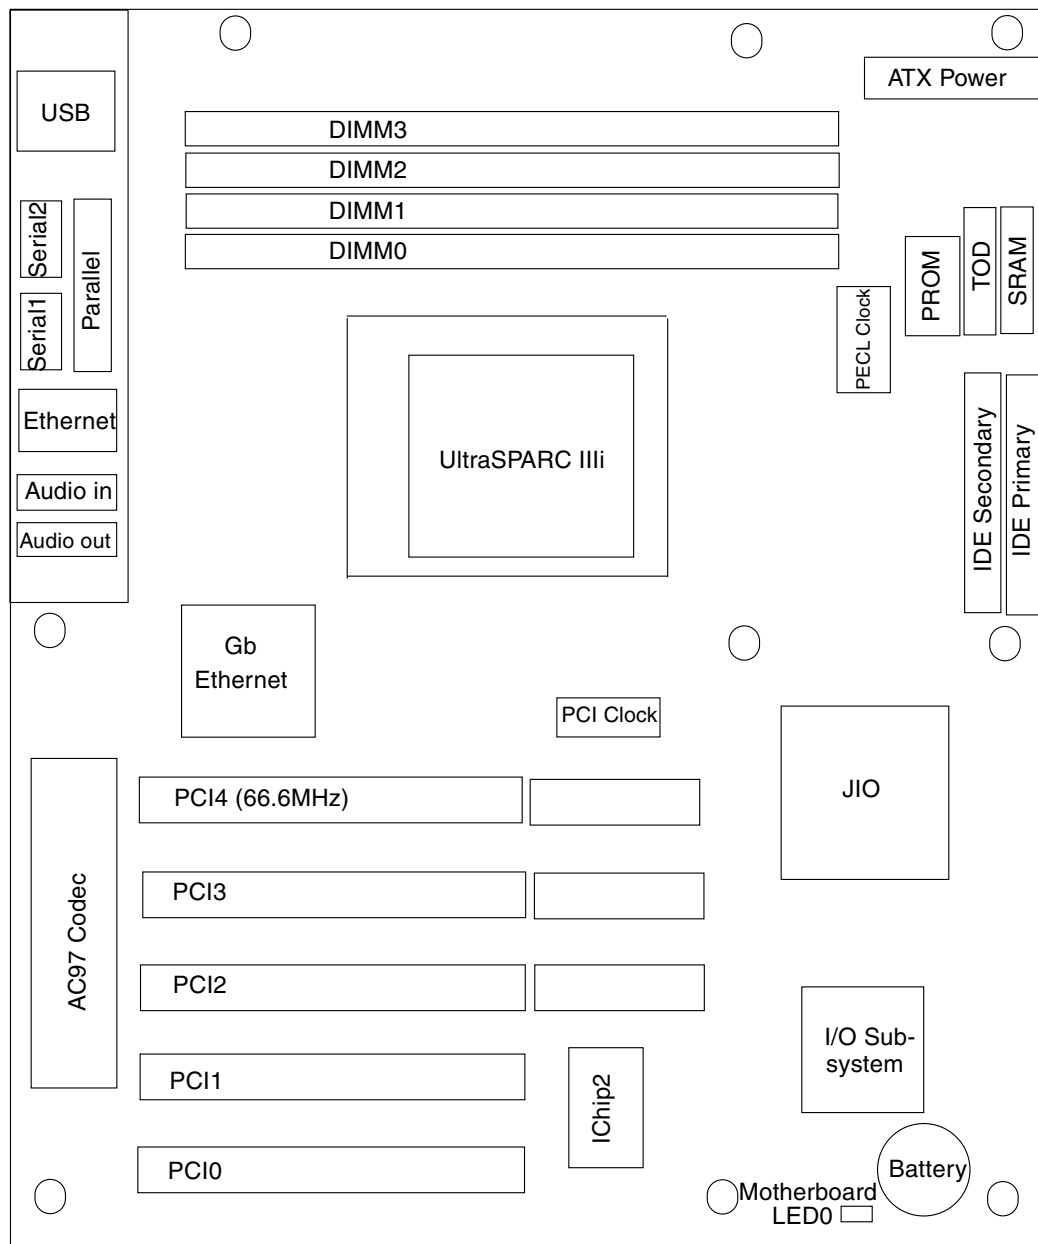 ATX Power
USB
DIMM3
DIMM2
DIMM1
DIMM0
Serial2
Serial1
Parallel
PROM
TOD
SRAM
PECL Clock
Ethernet
Audio in
Audio out
UltraSPARC IIIi
IDE Secondary
IDE Primary
Gb
Ethernet
PCI Clock
JIO
AC97 Codec
PCI4 (66.6MHz)
PCI3
PCI2
PCI1
PCI0
IChip2
I/O Sub-
system
Battery
Motherboard
LED0